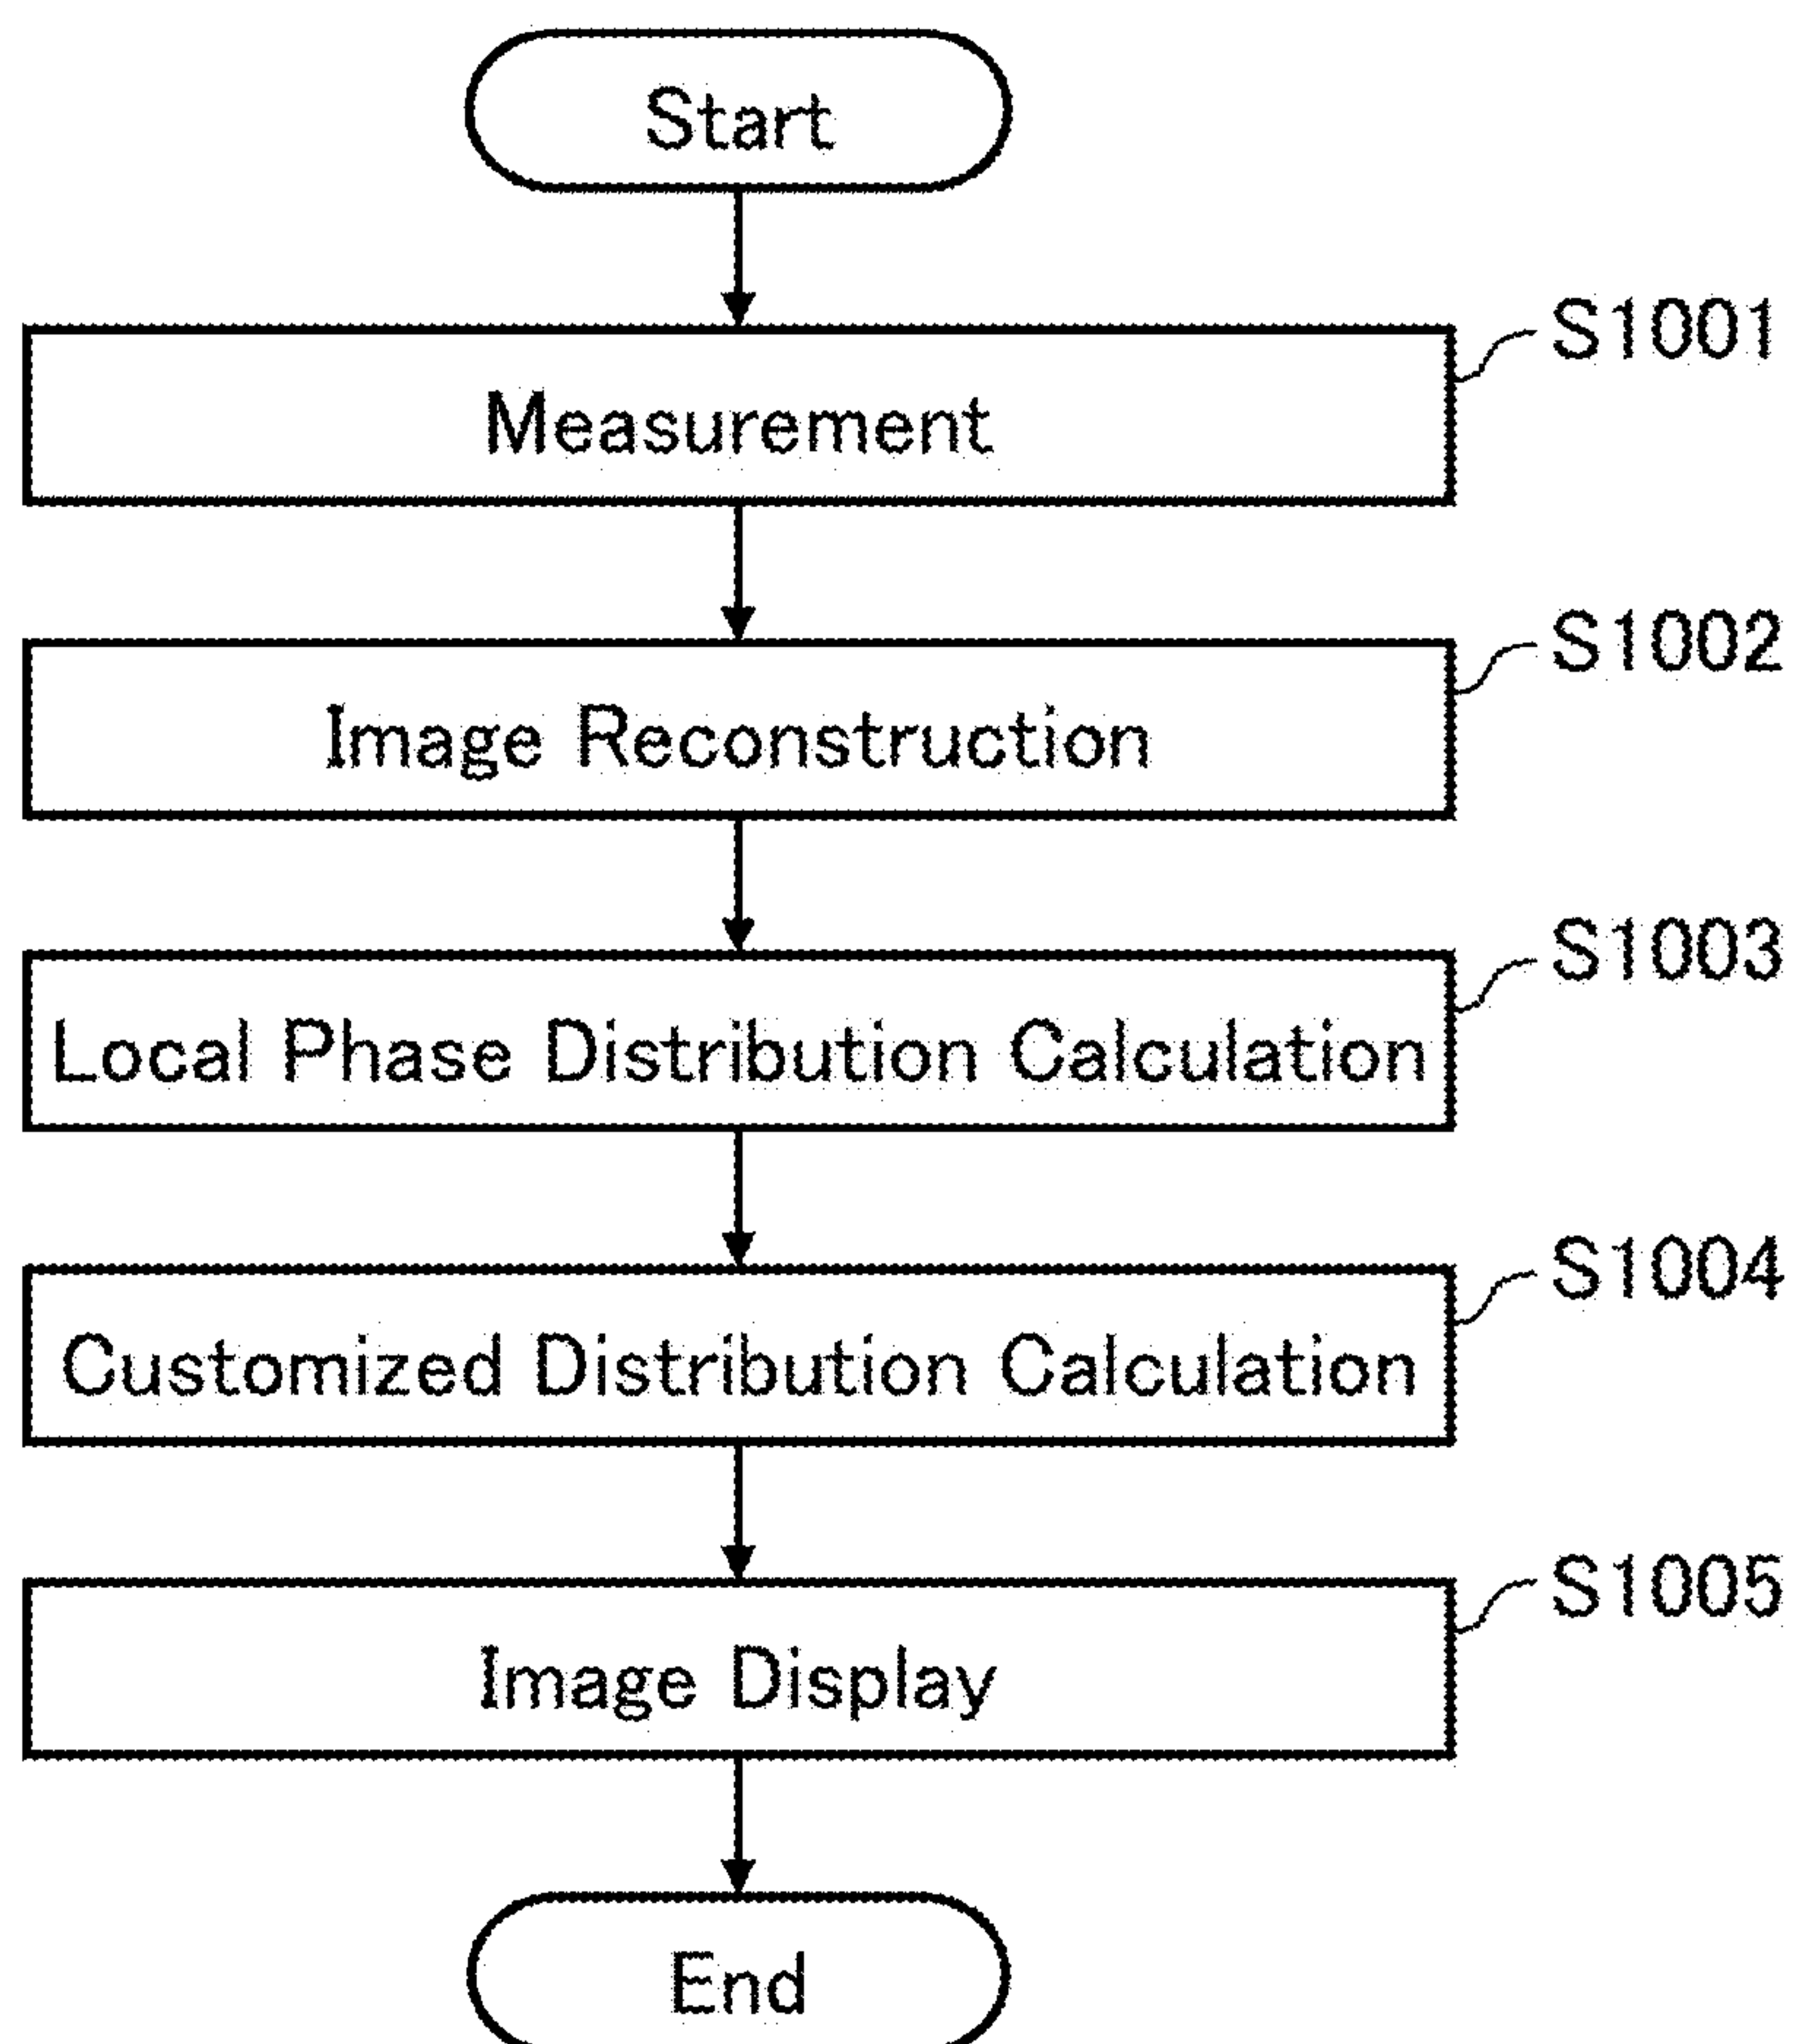 Start
S1001
Measurement
S1002
Image Reconstruction
S1003
Local Phase Distribution Calculation
S1004
Customized Distribution Calculation
S1005
Image Display
End